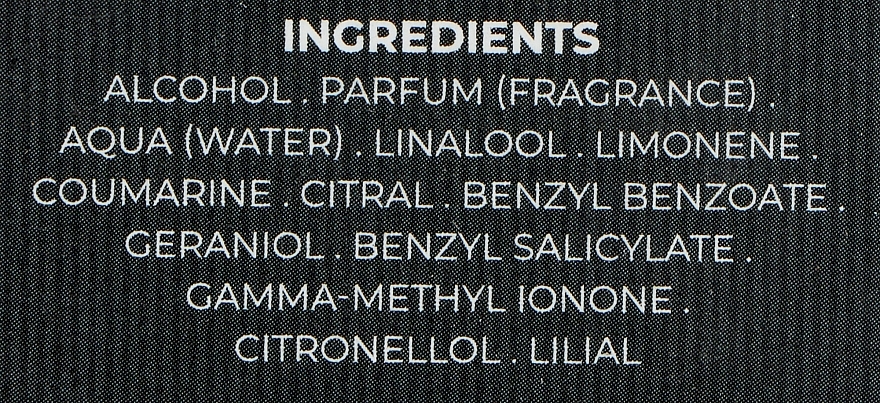 INGREDIENTS
ALCOHOL . PARFUM (FRAGRANCE) .
AQUA (WATER) . LINALOOL . LIMONENE .
COUMARINE . CITRAL . BENZYL BENZOATE .
GERANIOL . BENZYL SALICYLATE .
GAMMA-METHYL IONONE .
CITRONELLOL . LILIAL